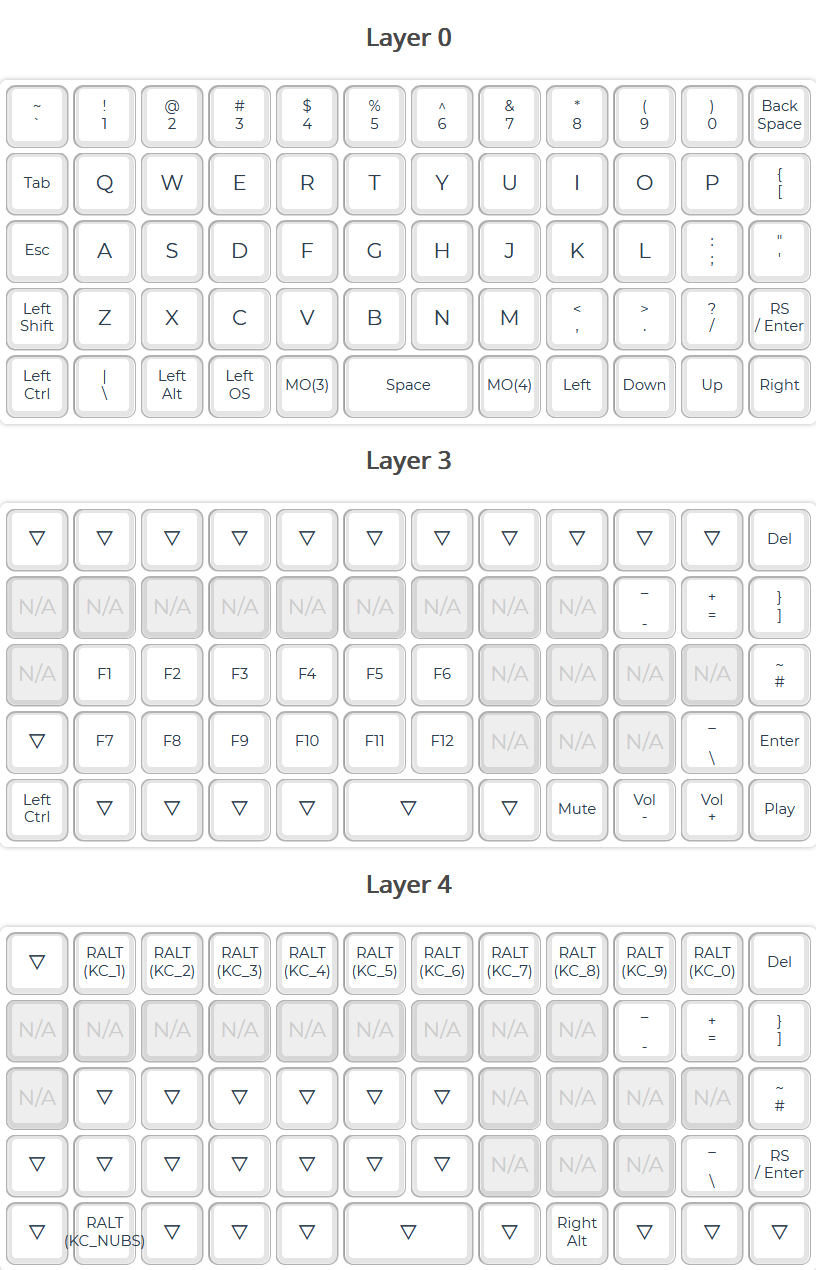 Layer 0
~ ! @ # $ % ^ & * ( ) Back
` 1 2 3 4 5 6 7 8 9 0 Space
Tab Q W E R T Y U I O P {
[
Esc A S D F G H J K L : "
; '
Left Z X C V B N M < > ? RS
Shift , . / / Enter
Left | Left Left MO(3) Space MO(4) Left Down Up Right
Ctrl \ Alt OS
Layer 3
▽ ▽ ▽ ▽ ▽ ▽ ▽ ▽ ▽ ▽ ▽ Del
N/A N/A N/A N/A N/A N/A N/A N/A N/A _ + }
- = ]
N/A F1 F2 F3 F4 F5 F6 N/A N/A N/A N/A ~
#
▽ F7 F8 F9 F10 F11 F12 N/A N/A N/A _ Enter
\
Left ▽ ▽ ▽ ▽ ▽ ▽ Mute Vol Vol Play
Ctrl - +
Layer 4
▽ RALT RALT RALT RALT RALT RALT RALT RALT RALT RALT Del
(KC_1) (KC_2) (KC_3) (KC_4) (KC_5) (KC_6) (KC_7) (KC_8) (KC_9) (KC_0)
N/A N/A N/A N/A N/A N/A N/A N/A N/A _ + }
- = ]
N/A ▽ ▽ ▽ ▽ ▽ ▽ N/A N/A N/A N/A ~
#
▽ ▽ ▽ ▽ ▽ ▽ ▽ N/A N/A N/A _ RS
\ / Enter
▽ RALT ▽ ▽ ▽ ▽ ▽ Right ▽ ▽ ▽
(KC_NUBS) Alt